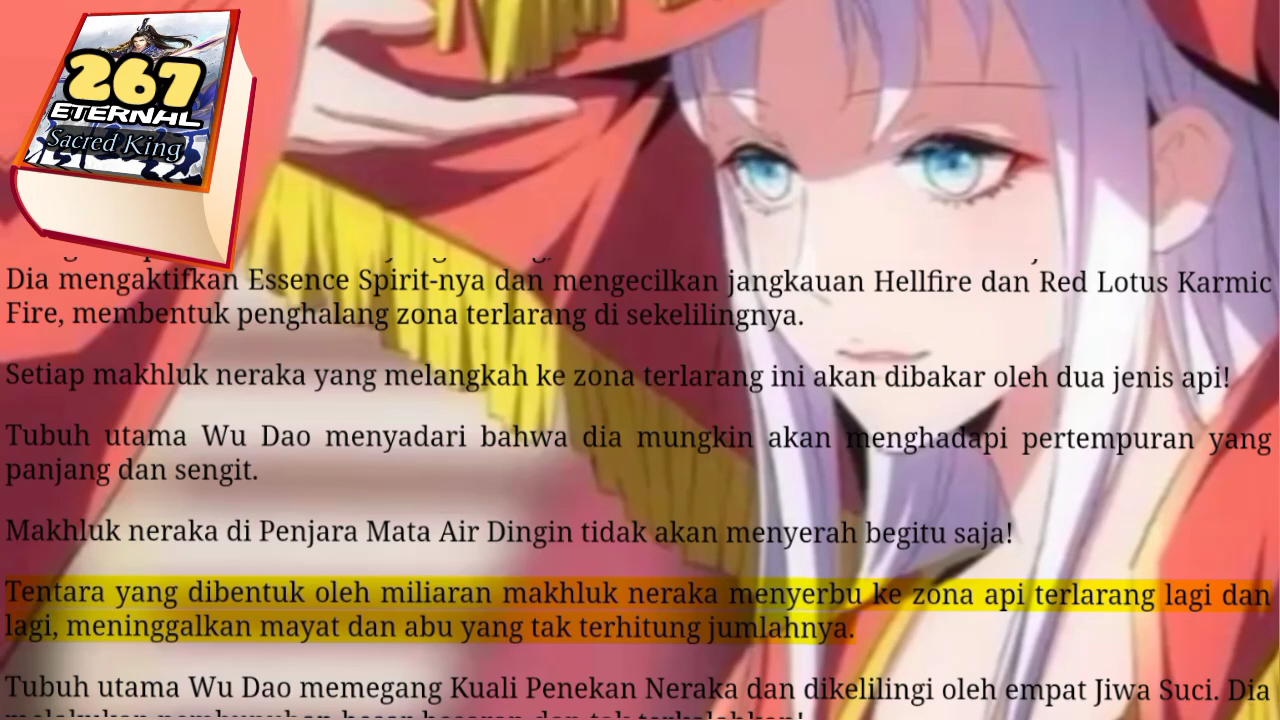 267
ETERNAL
Sacred King
Dia mengaktifkan Essence Spirit-nya dan mengecilkan jangkauan Hellfire dan Red Lotus Karmic
Fire, membentuk penghalang zona terlarang di sekelilingnya.
Setiap makhluk neraka yang melangkah ke zona terlarang ini akan dibakar oleh dua jenis api!
Tubuh utama Wu Dao menyadari bahwa dia mungkin akan menghadapi pertempuran yang
panjang dan sengit.
Makhluk neraka di Penjara Mata Air Dingin tidak akan menyerah begitu saja!
Tentara yang dibentuk oleh miliaran makhluk neraka menyerbu ke zona api terlarang lagi dan
lagi, meninggalkan mayat dan abu yang tak terhitung jumlahnya.
Tubuh utama Wu Dao memegang Kuali Penekan Neraka dan dikelilingi oleh empat Jiwa Suci. Dia